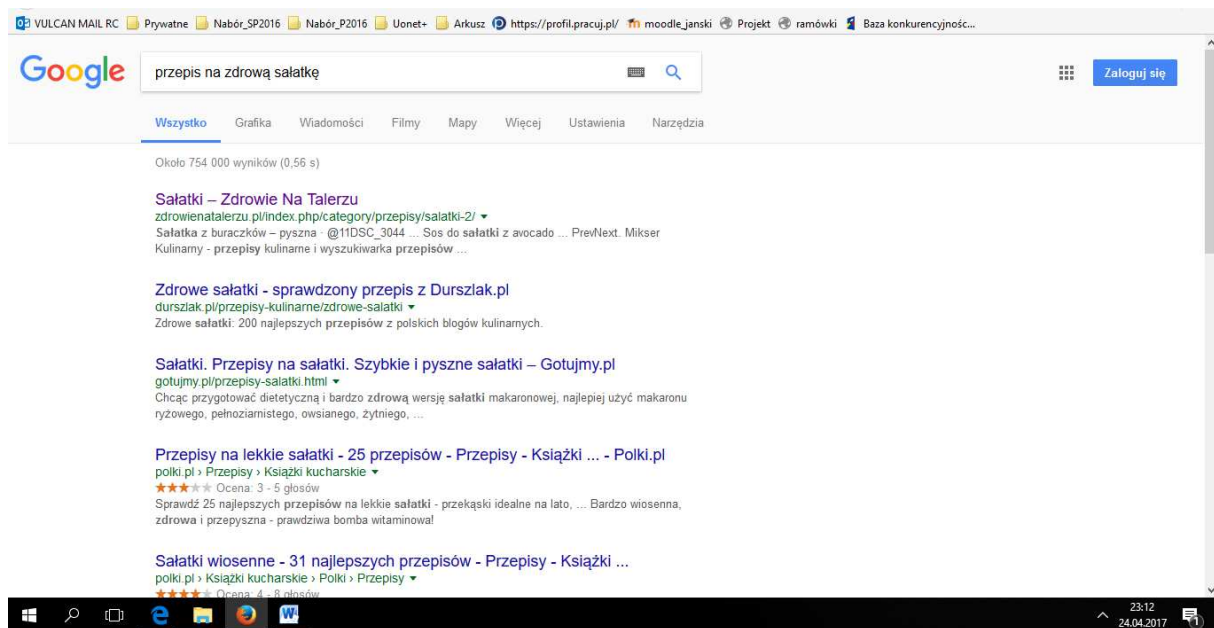 VULCAN MAIL RC Prywatne Nabór_SP2016 Nabór_P2016 Uonet+ Arkusz https://profil.pracuj.pl/ moodle_janski Projekt ramówki Baza konkurencyjnośc...
Google przepis na zdrową sałatkę Zaloguj się
Wszystko Grafika Wiadomości Filmy Mapy Więcej Ustawienia Narzędzia
Około 754 000 wyników (0,56 s)
Sałatki – Zdrowie Na Talerzu
zdrowienatalerzu.pl/index.php/category/przepisy/salatki-2/
Sałatka z buraczków – pyszna · @11DSC_3044 ... Sos do sałatki z avocado ... PrevNext. Mikser
Kulinarny - przepisy kulinarne i wyszukiwarka przepisów ...
Zdrowe sałatki - sprawdzony przepis z Durszlak.pl
durszlak.pl/przepisy-kulinarne/zdrowe-salatki
Zdrowe sałatki: 200 najlepszych przepisów z polskich blogów kulinarnych.
Sałatki. Przepisy na sałatki. Szybkie i pyszne sałatki – Gotujmy.pl
gotujmy.pl/przepisy-salatki.html
Chcąc przygotować dietetyczną i bardzo zdrową wersję sałatki makaronowej, najlepiej użyć makaronu
ryżowego, pełnoziarnistego, owsianego, żytniego, ...
Przepisy na lekkie sałatki - 25 przepisów - Przepisy - Książki ... - Polki.pl
polki.pl › Przepisy › Książki kucharskie
Ocena: 3 - 5 głosów
Sprawdź 25 najlepszych przepisów na lekkie sałatki - przekąski idealne na lato, ... Bardzo wiosenna,
zdrowa i przepyszna - prawdziwa bomba witaminowa!
Sałatki wiosenne - 31 najlepszych przepisów - Przepisy - Książki ...
polki.pl › Książki kucharskie › Polki › Przepisy
Ocena: 4 - 8 głosów
23:12
24.04.2017